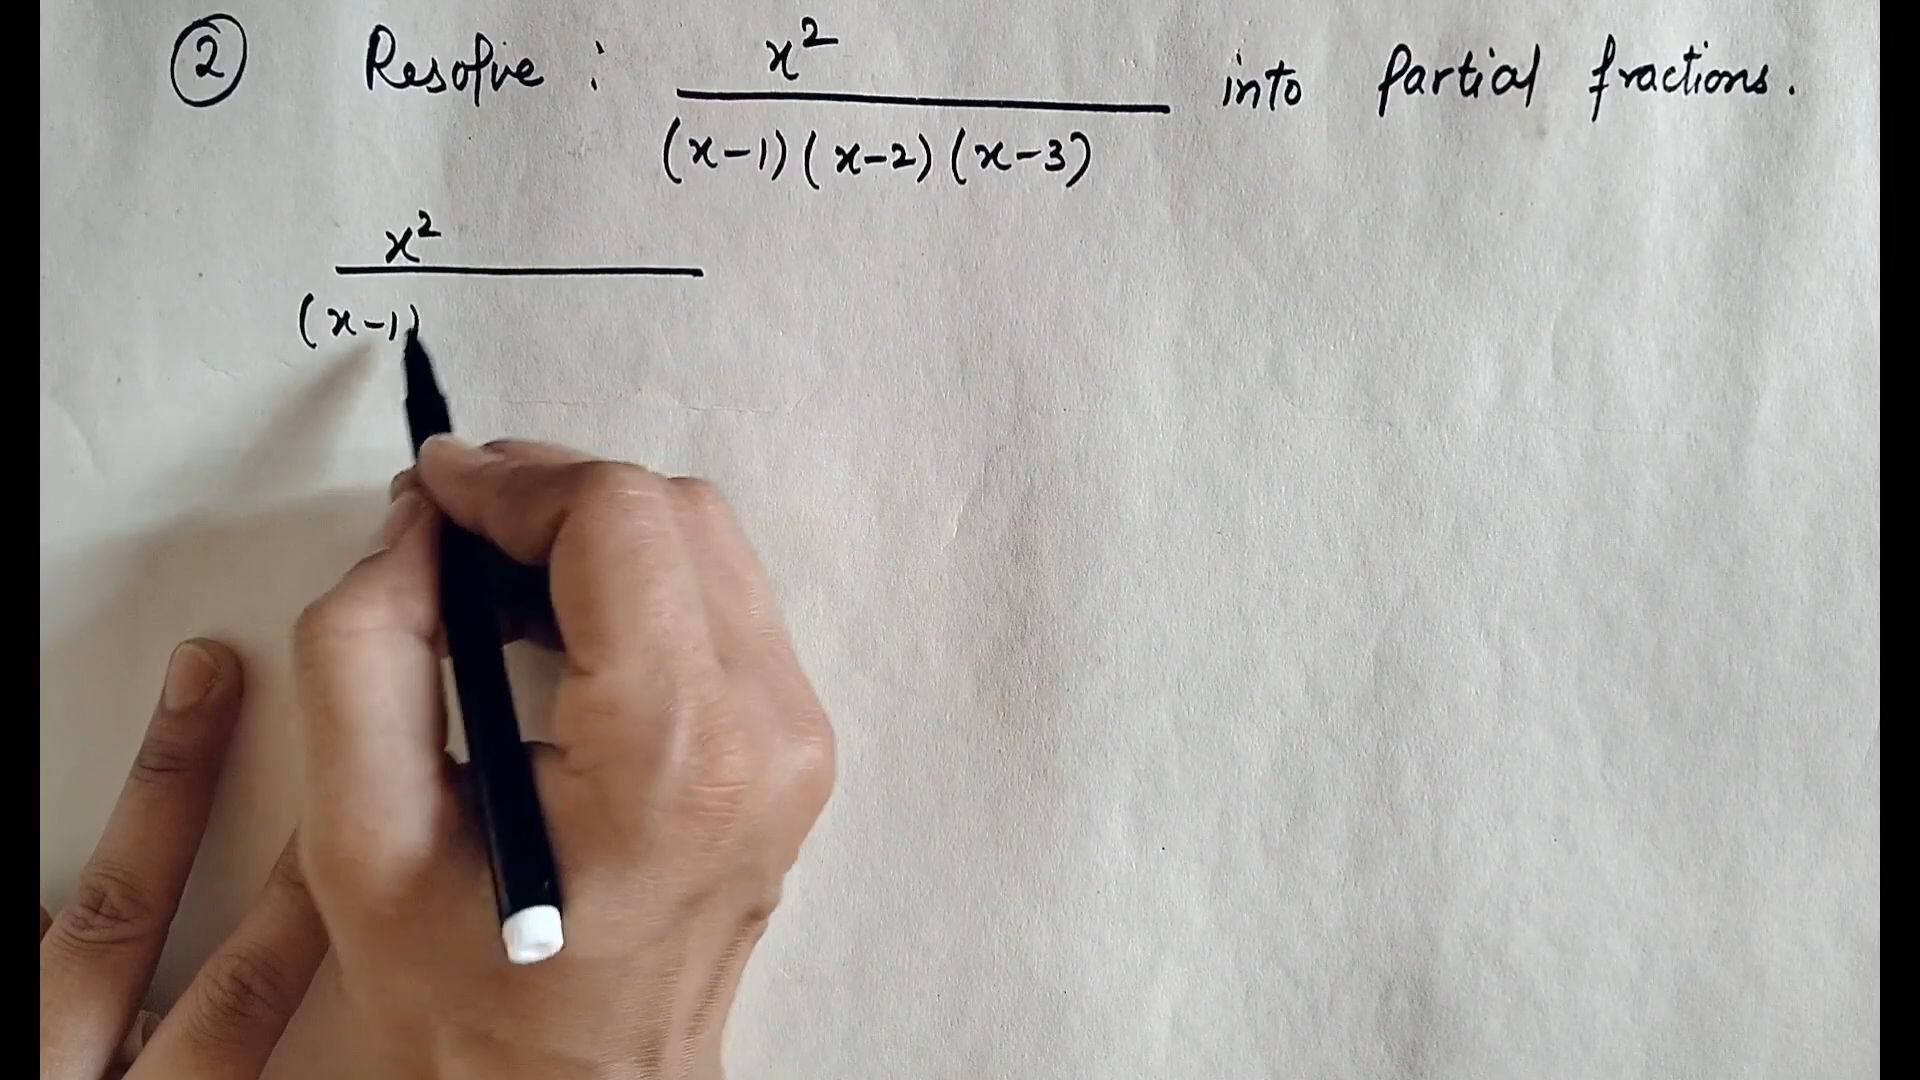 ② Resolve : x² into partial fractions.
(x-1)(x-2)(x-3)
x²
(x-1)